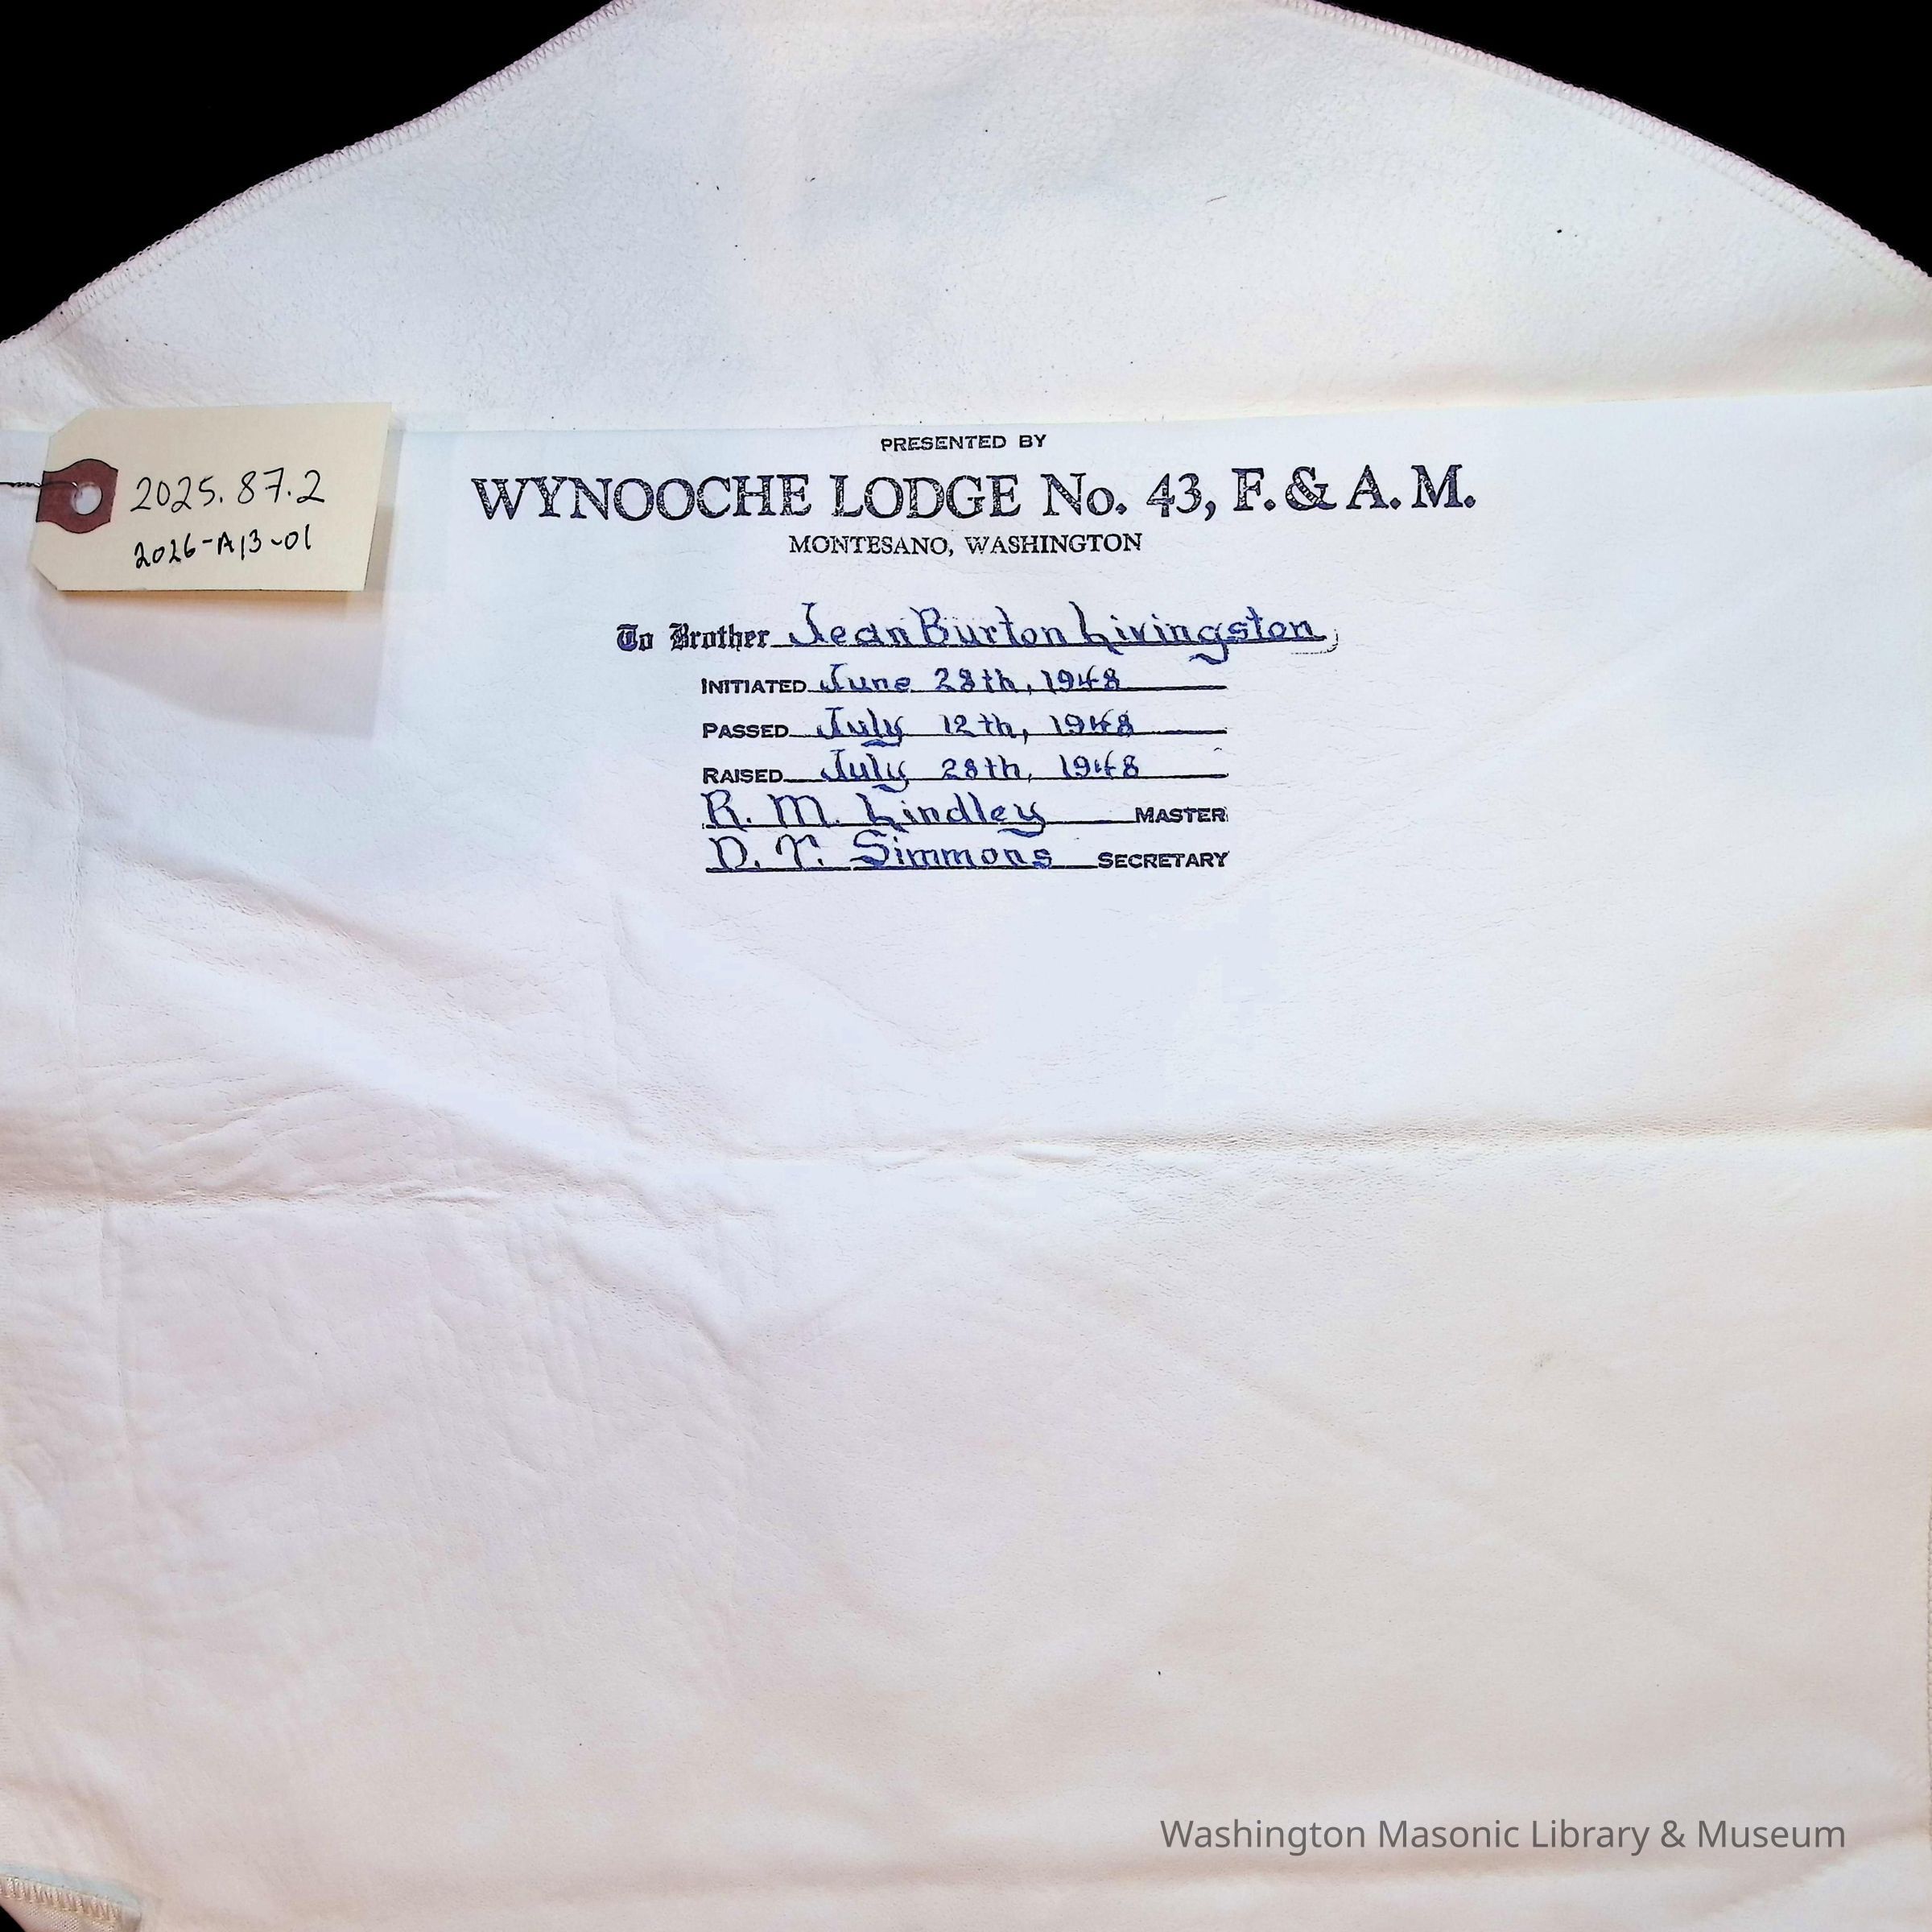 2025.87.2
2026-A13-01
PRESENTED BY
WYNOOCHE LODGE No. 43, F. & A. M.
MONTESANO, WASHINGTON
To Brother Jean Burton Livingston
INITIATED June 28th, 1948
PASSED July 12th, 1948
RAISED July 28th, 1948
R. M. Lindley MASTER
D. T. Simmons SECRETARY
Washington Masonic Library & Museum